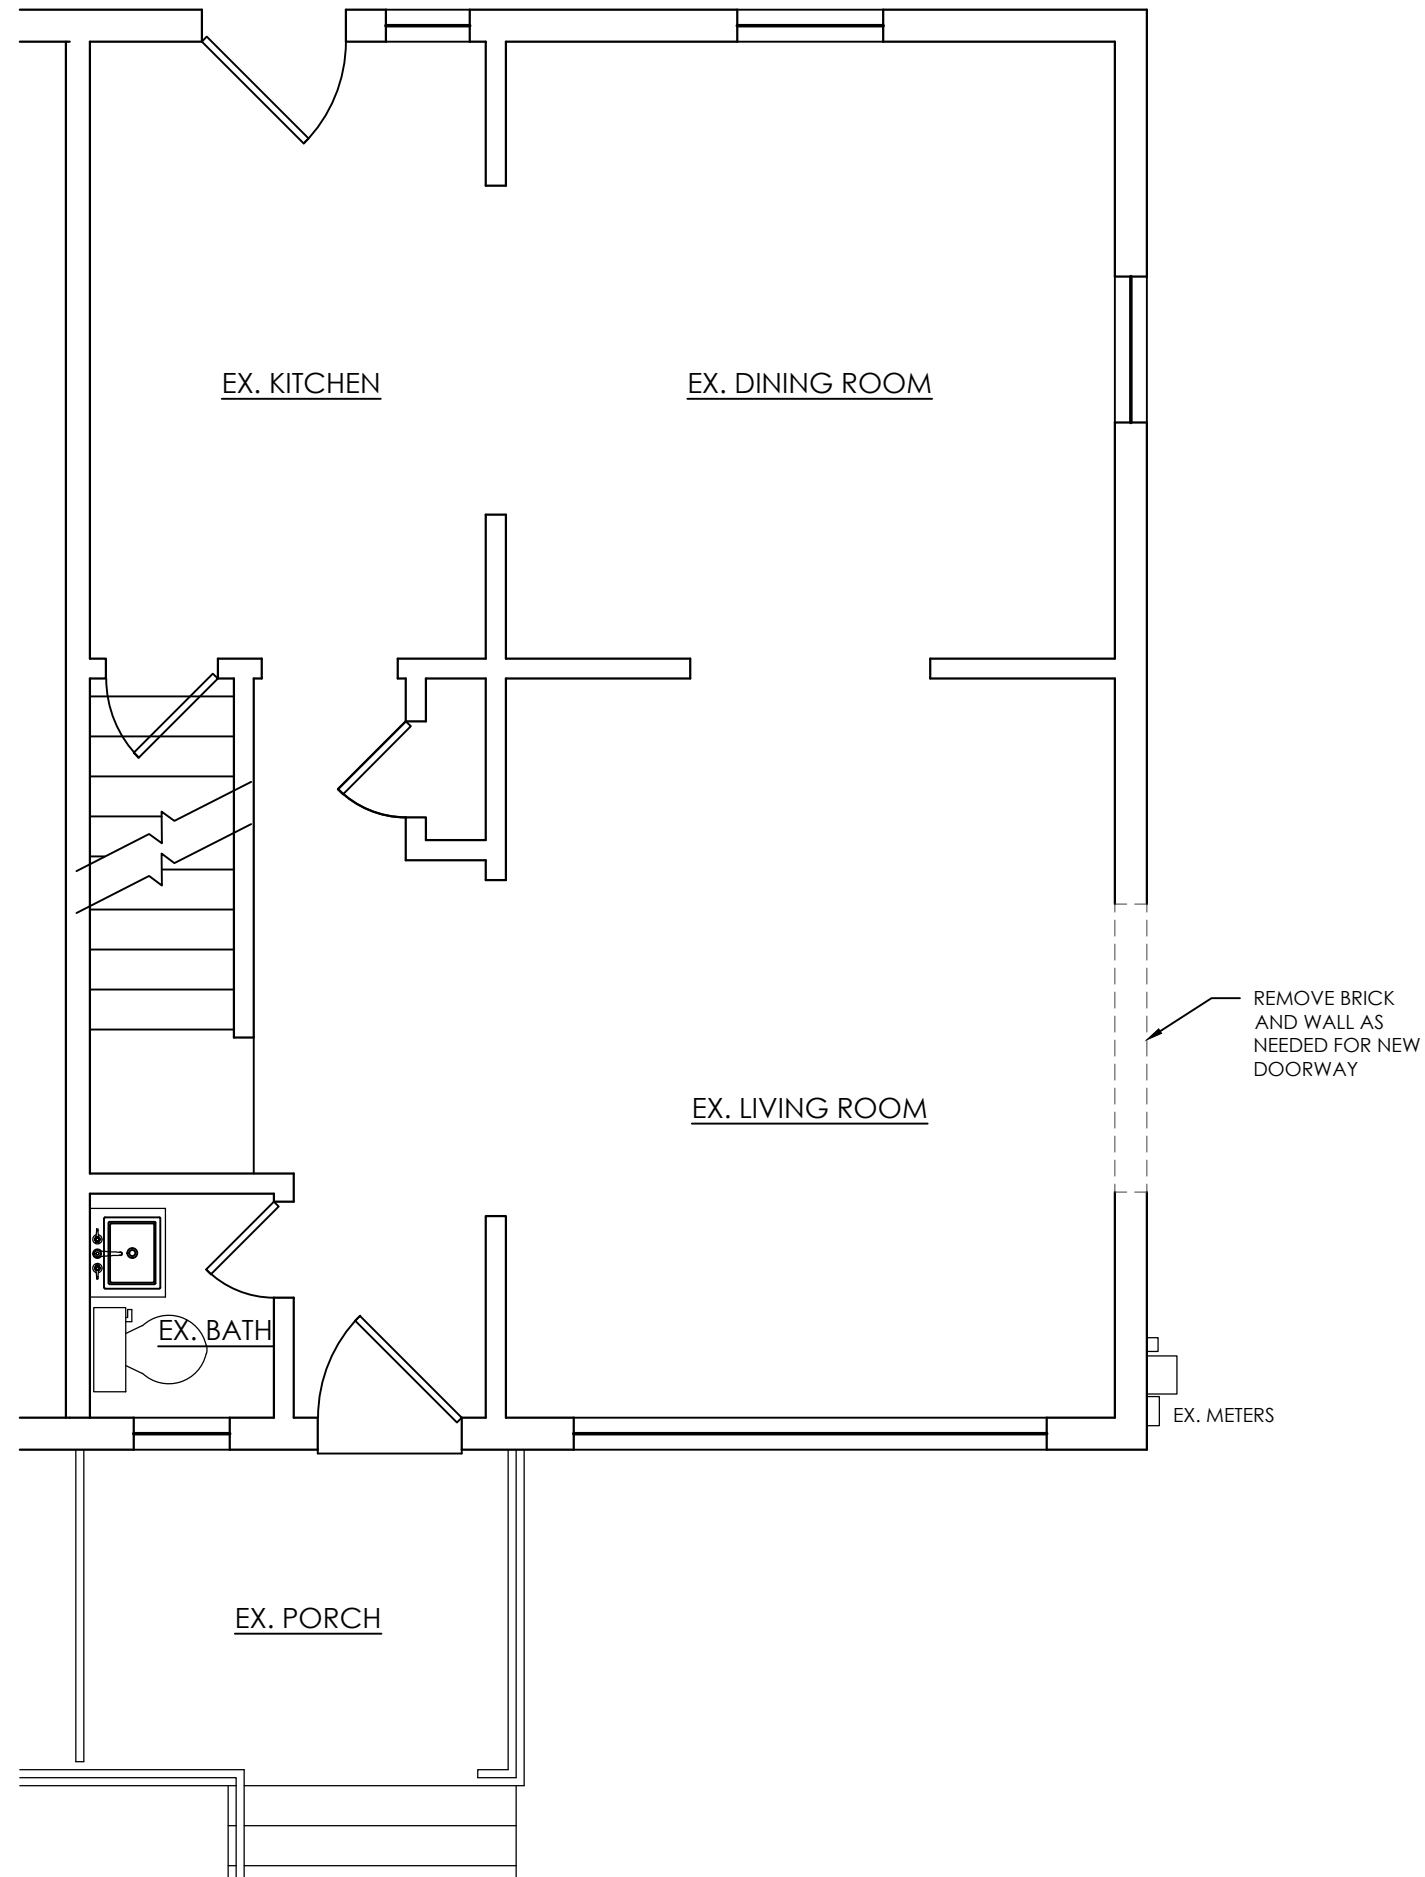 EX. KITCHEN
EX. DINING ROOM
REMOVE BRICK
AND WALL AS
NEEDED FOR NEW
DOORWAY
EX. LIVING ROOM
EX. BATH
EX. METERS
EX. PORCH